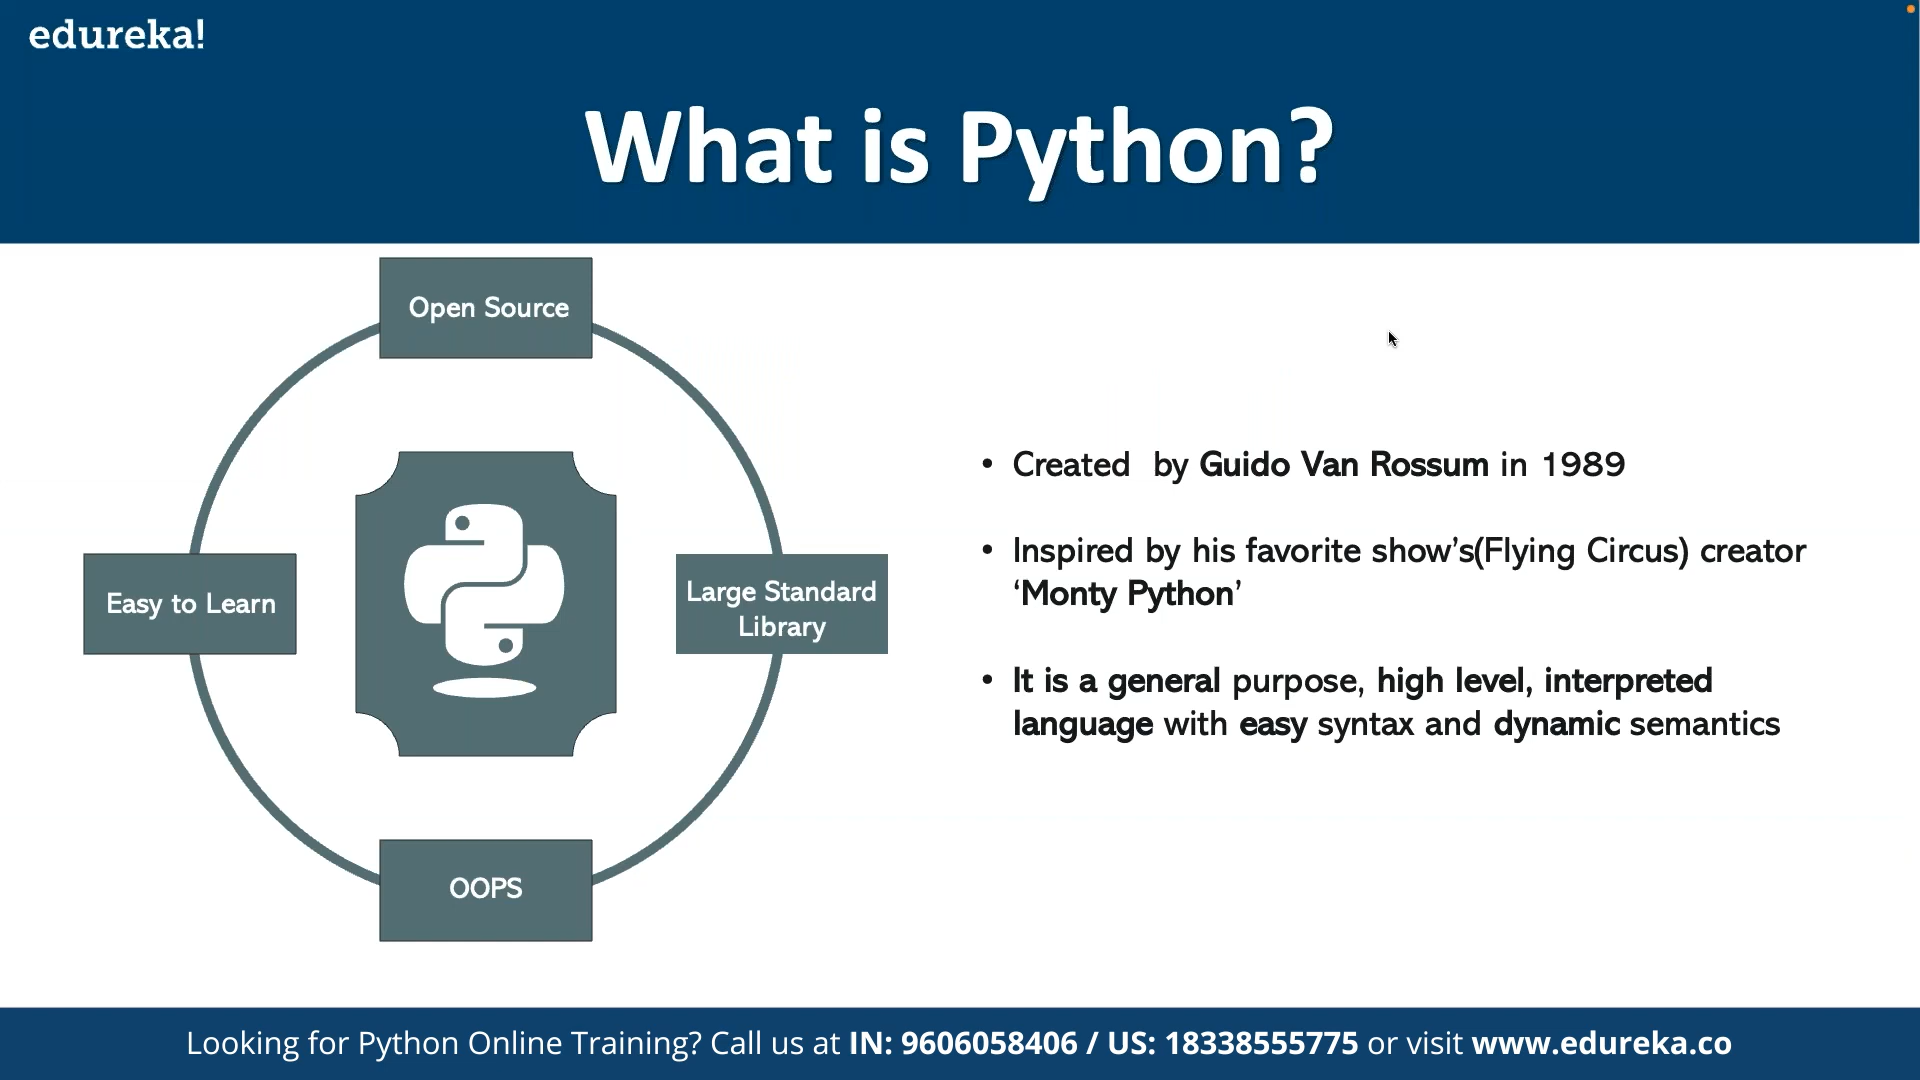 edureka!
What is Python?
Open Source
Easy to Learn
Large Standard
Library
OOPS
• Created  by Guido Van Rossum in 1989
• Inspired by his favorite show’s(Flying Circus) creator
‘Monty Python’
• It is a general purpose, high level, interpreted
language with easy syntax and dynamic semantics
Looking for Python Online Training? Call us at IN: 9606058406 / US: 18338555775 or visit www.edureka.co